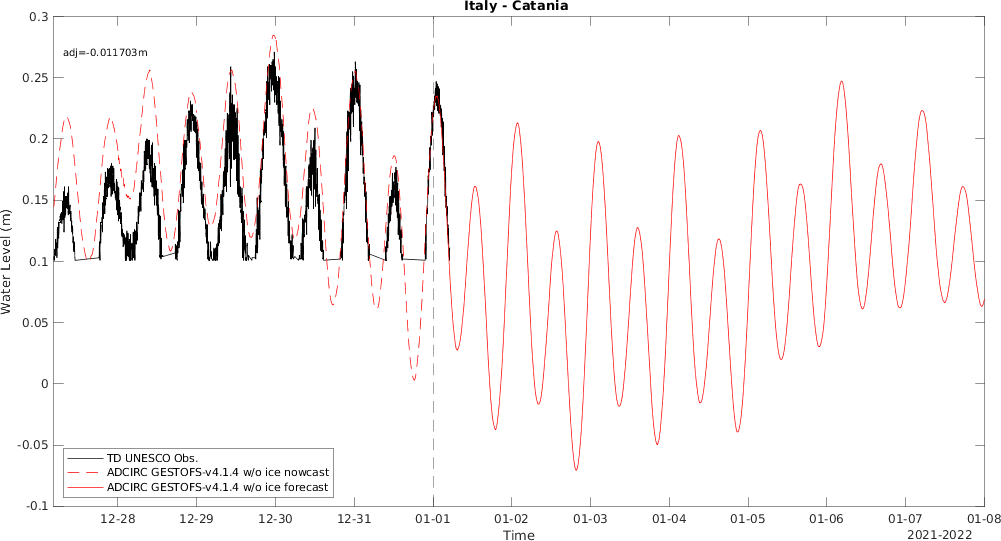 Italy - Catania
adj=-0.011703m
0.3
0.25
0.2
0.15
0.1
0.05
0
-0.05
-0.1
Water Level (m)
TD UNESCO Obs.
ADCIRC GESTOFS-v4.1.4 w/o ice nowcast
ADCIRC GESTOFS-v4.1.4 w/o ice forecast
12-28 12-29 12-30 12-31 01-01 01-02 01-03 01-04 01-05 01-06 01-07 01-08
Time
2021-2022